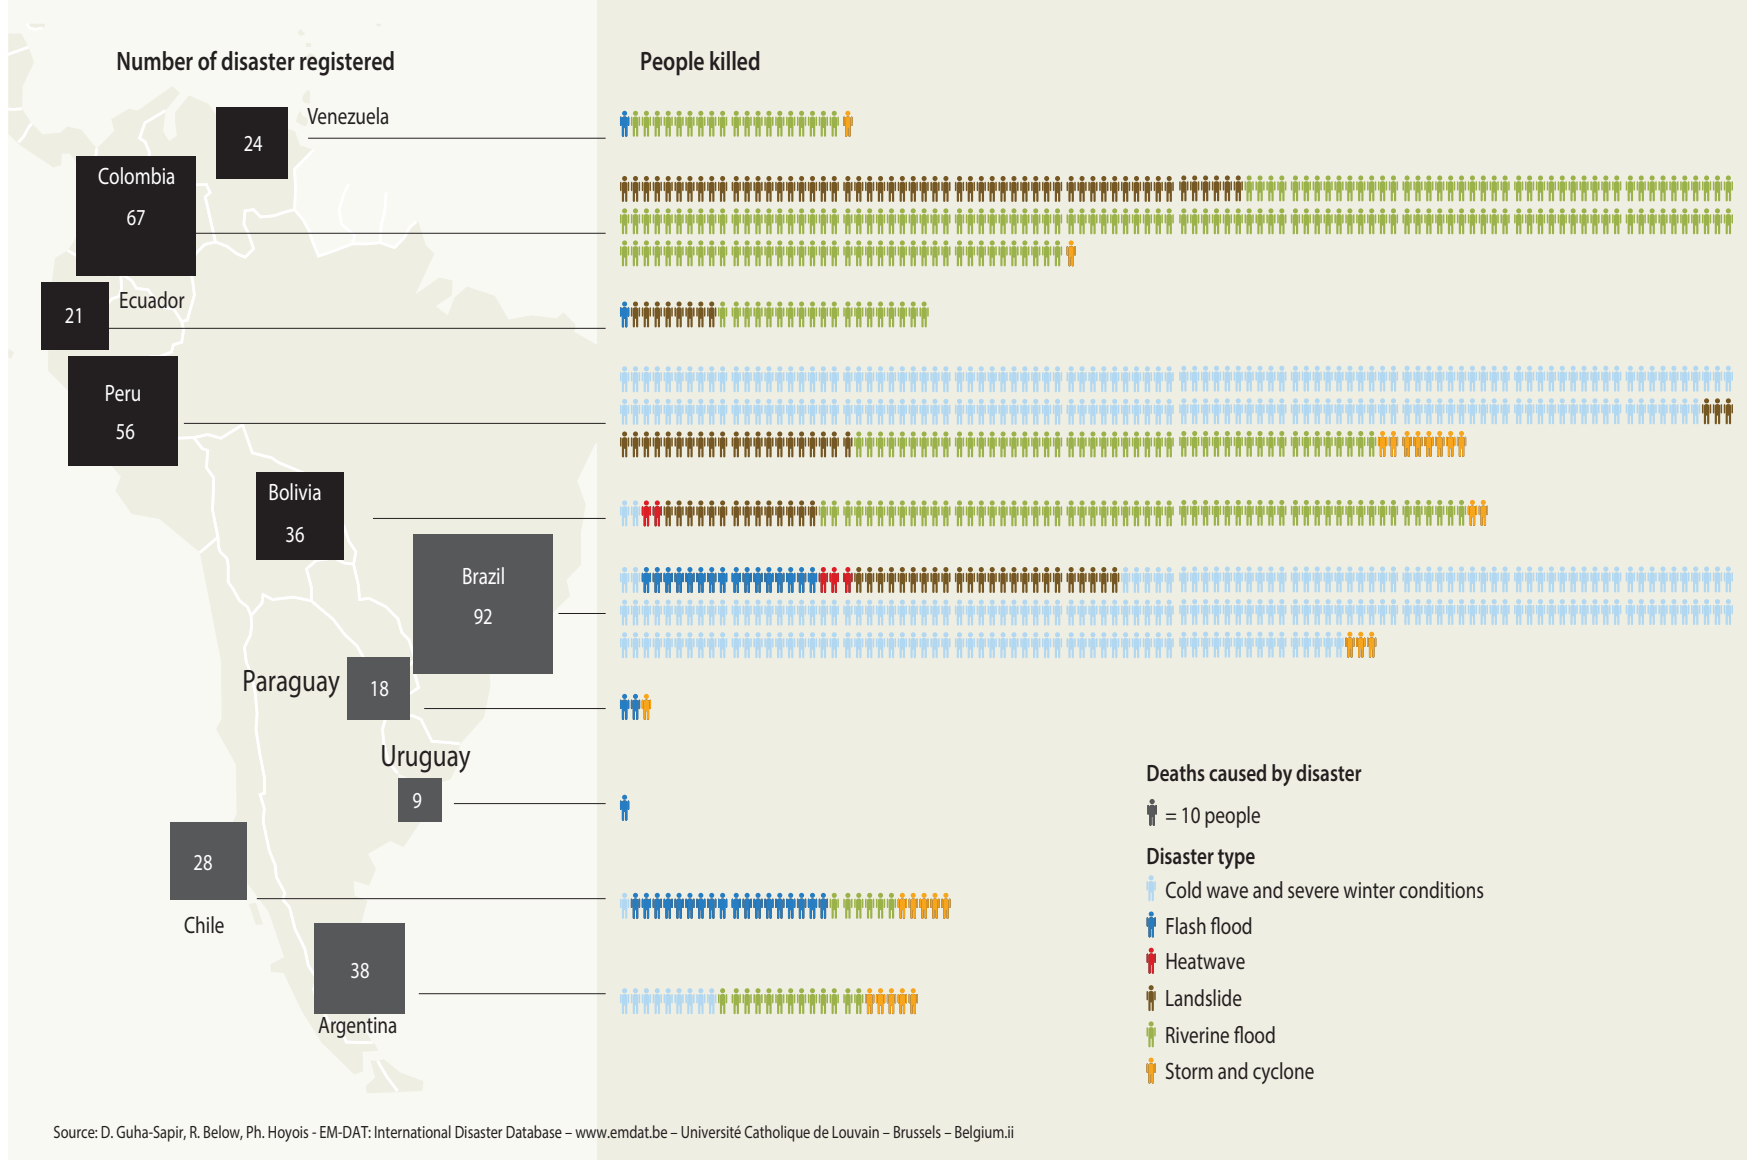 Number of disaster registered
People killed
Venezuela
24
Colombia
67
Ecuador
21
Peru
56
Bolivia
36
Brazil
92
Paraguay
18
Uruguay
9
28
Chile
38
Argentina
Deaths caused by disaster
= 10 people
Disaster type
Cold wave and severe winter conditions
Flash flood
Heatwave
Landslide
Riverine flood
Storm and cyclone
Source: D. Guha-Sapir, R. Below, Ph. Hoyois - EM-DAT: International Disaster Database – www.emdat.be – Université Catholique de Louvain – Brussels – Belgium.ii